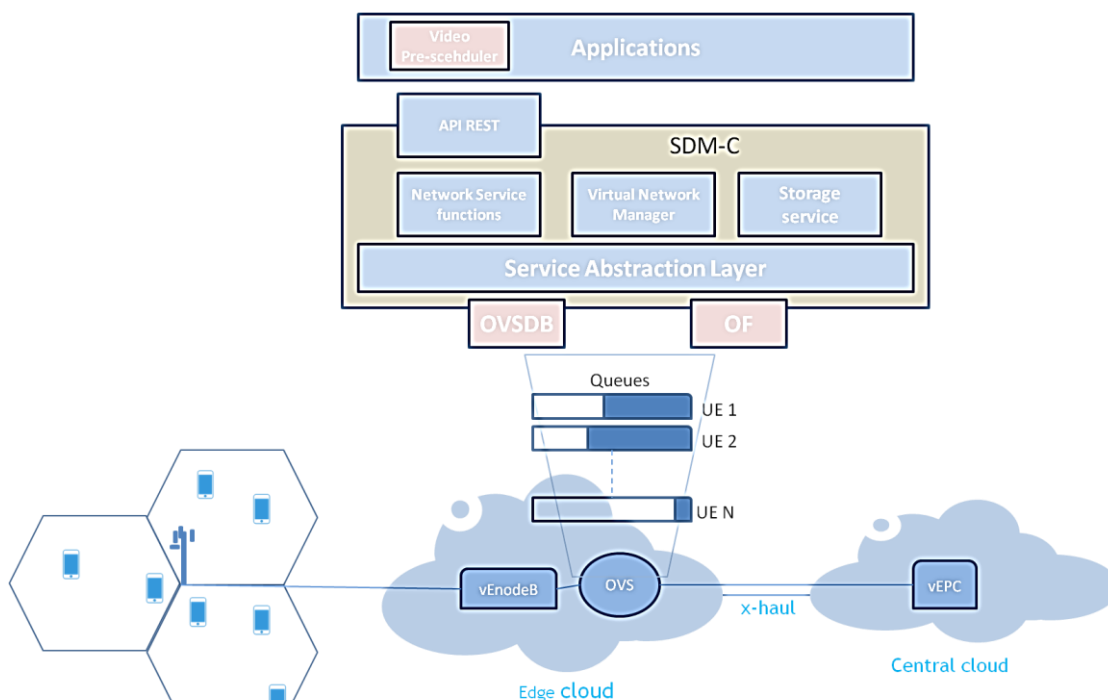 Video
Pre-scehduler
Applications
API REST
SDM-C
Network Service
functions
Virtual Network
Manager
Storage
service
Service Abstraction Layer
OVSDB
OF
Queues
UE 1
UE 2
UE N
vEnodeB
OVS
vEPC
x-haul
Edge cloud
Central cloud